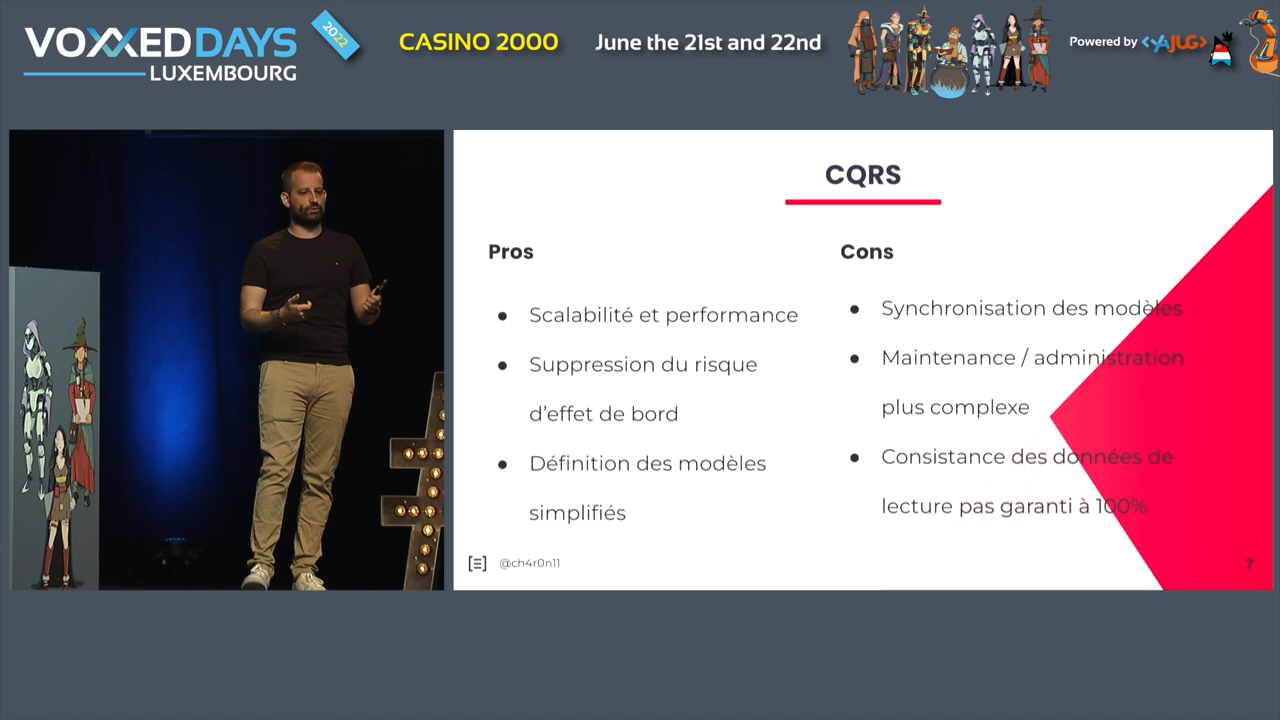 VOXXED DAYS
LUXEMBOURG
2022
CASINO 2000
June the 21st and 22nd
Powered by <YAJUG>
CQRS
Pros
● Scalabilité et performance
● Suppression du risque
d’effet de bord
● Définition des modèles
simplifiés
Cons
● Synchronisation des modèles
● Maintenance / administration
plus complexe
● Consistance des données de
lecture pas garanti à 100%
@ch4r0n11
7